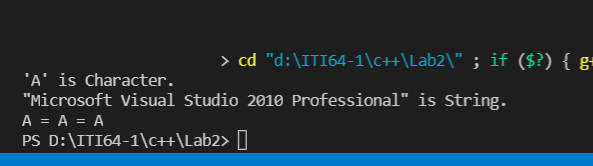 > cd "d:\ITI64-1\c++\Lab2\" ; if ($?) { g+
'A' is Character.
"Microsoft Visual Studio 2010 Professional" is String.
A = A = A
PS D:\ITI64-1\c++\Lab2>